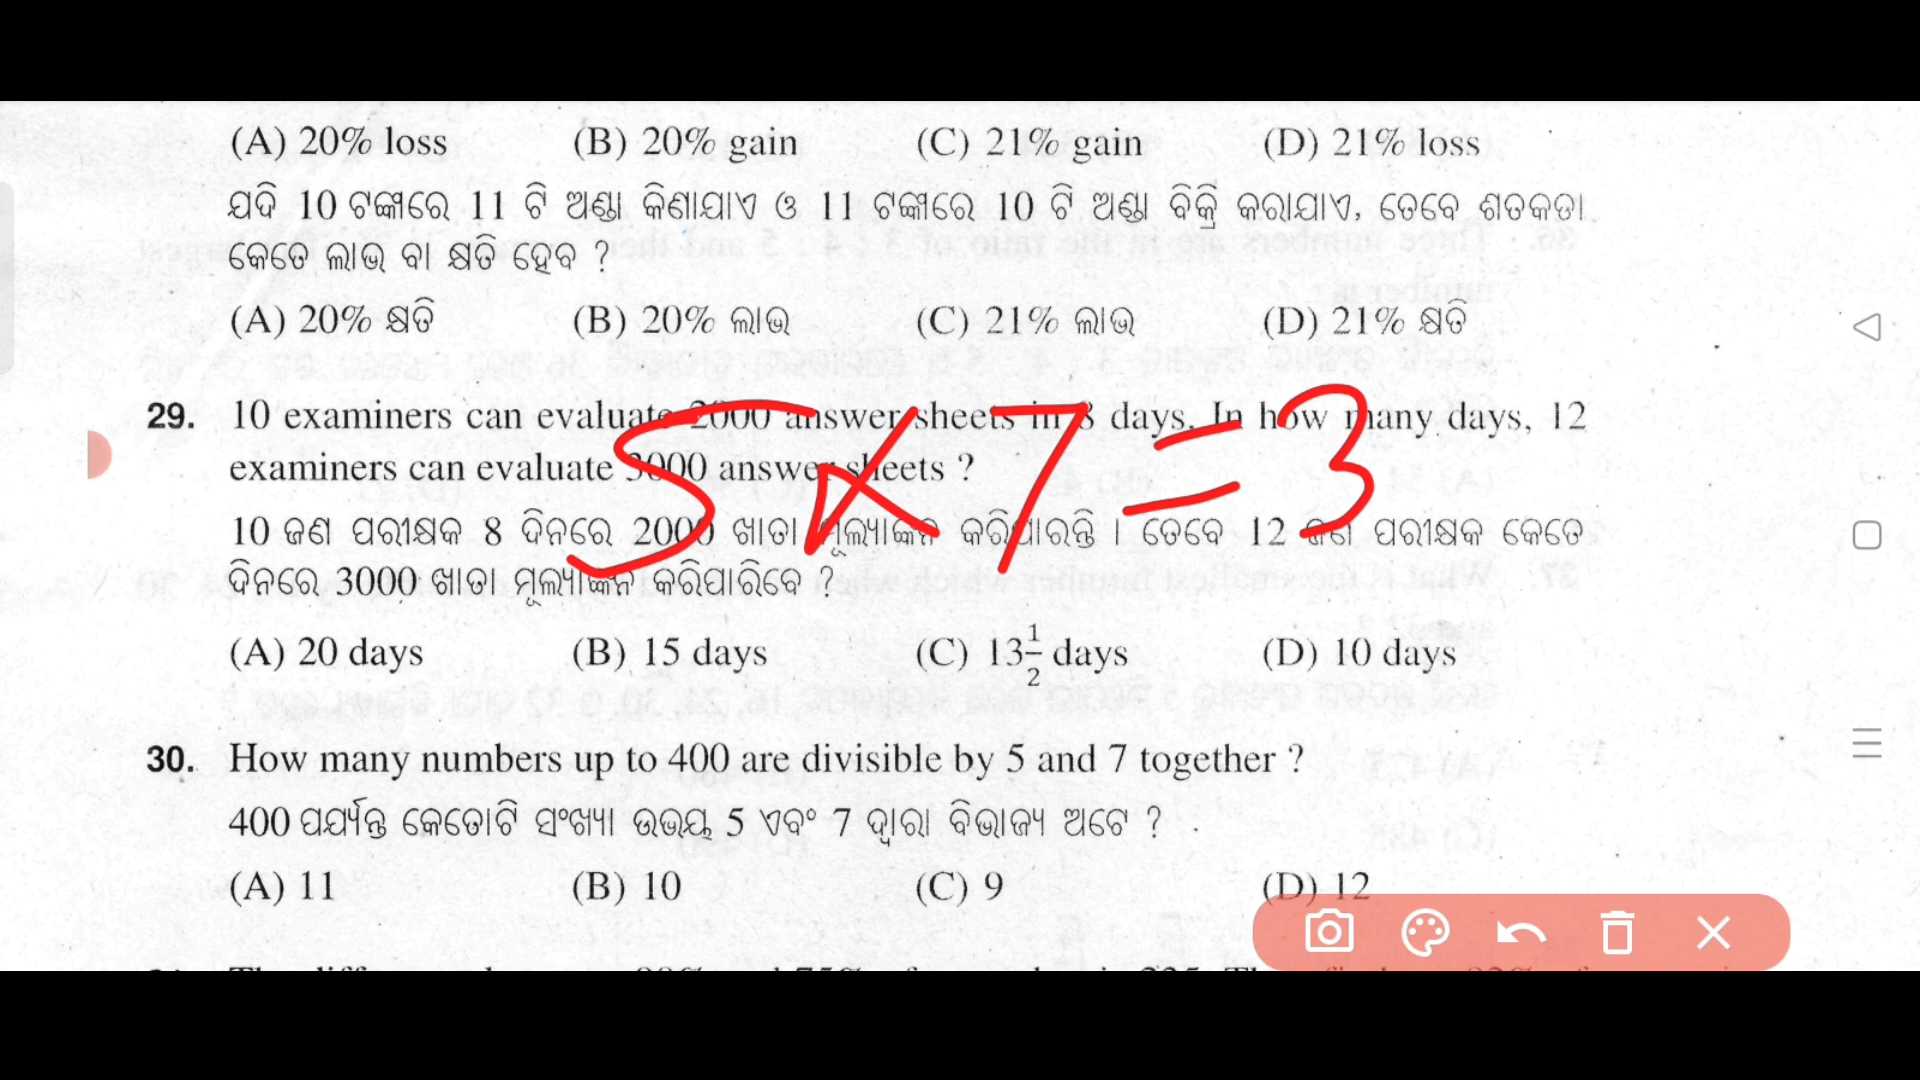 (A) 20% loss (B) 20% gain (C) 21% gain (D) 21% loss
ଯଦି 10 ଟଙ୍କାରେ 11 ଟି ଅଣ୍ଡା କିଣାଯାଏ ଓ 11 ଟଙ୍କାରେ 10 ଟି ଅଣ୍ଡା ବିକ୍ରି କରାଯାଏ, ତେବେ ଶତକଡା
କେତେ ଲାଭ ବା କ୍ଷତି ହେବ ?
(A) 20% କ୍ଷତି (B) 20% ଲାଭ (C) 21% ଲାଭ (D) 21% କ୍ଷତି
29. 10 examiners can evaluate 2000 answer sheets in 8 days. In how many days, 12
examiners can evaluate 3000 answer sheets ?
5 × 7 = 3
10 ଜଣ ପରୀକ୍ଷକ 8 ଦିନରେ 2000 ଖାତା ମୂଲ୍ୟାଙ୍କନ କରିପାରନ୍ତି । ତେବେ 12 ଜଣ ପରୀକ୍ଷକ କେତେ
ଦିନରେ 3000 ଖାତା ମୂଲ୍ୟାଙ୍କନ କରିପାରିବେ ?
(A) 20 days (B) 15 days (C) 13 1/2 days (D) 10 days
30. How many numbers up to 400 are divisible by 5 and 7 together ?
400 ପର୍ଯ୍ୟନ୍ତ କେତୋଟି ସଂଖ୍ୟା ଉଭୟ 5 ଏବଂ 7 ଦ୍ୱାରା ବିଭାଜ୍ୟ ଅଟେ ?
(A) 11 (B) 10 (C) 9 (D) 12